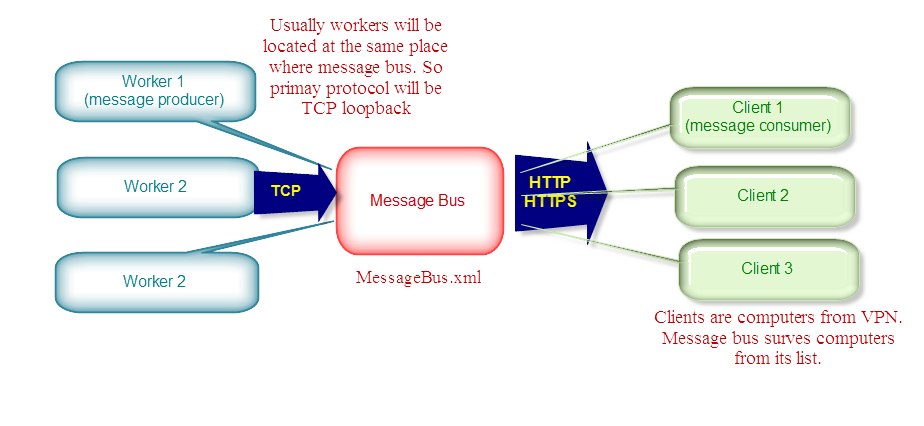 Usually workers will be
located at the same place
where message bus. So
primay protocol will be
TCP loopback
Worker 1
(message producer)
Worker 2
Worker 2
TCP
Message Bus
MessageBus.xml
HTTP
HTTPS
Client 1
(message consumer)
Client 2
Client 3
Clients are computers from VPN.
Message bus surves computers
from its list.